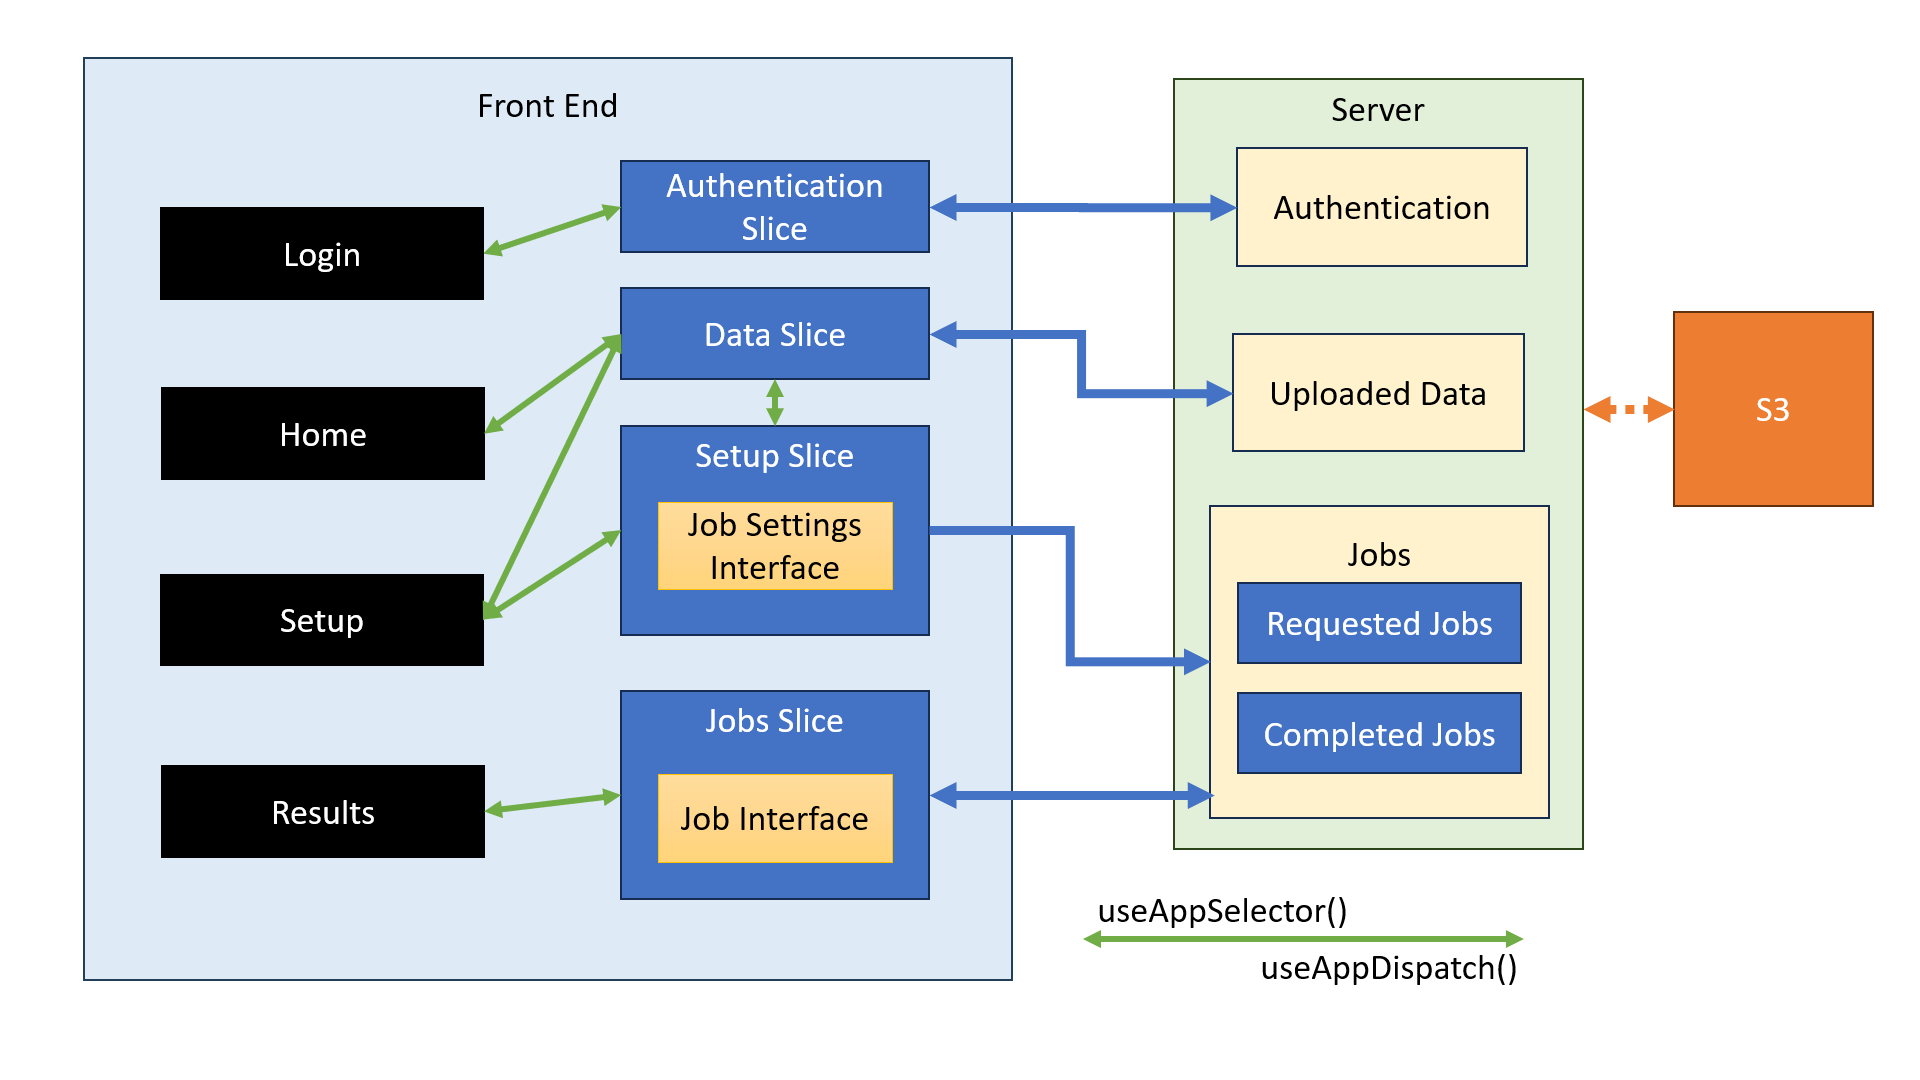 Front End
Login
Home
Setup
Results
Authentication
Slice
Data Slice
Setup Slice
Job Settings
Interface
Jobs Slice
Job Interface
Server
Authentication
Uploaded Data
Jobs
Requested Jobs
Completed Jobs
S3
useAppSelector()
useAppDispatch()